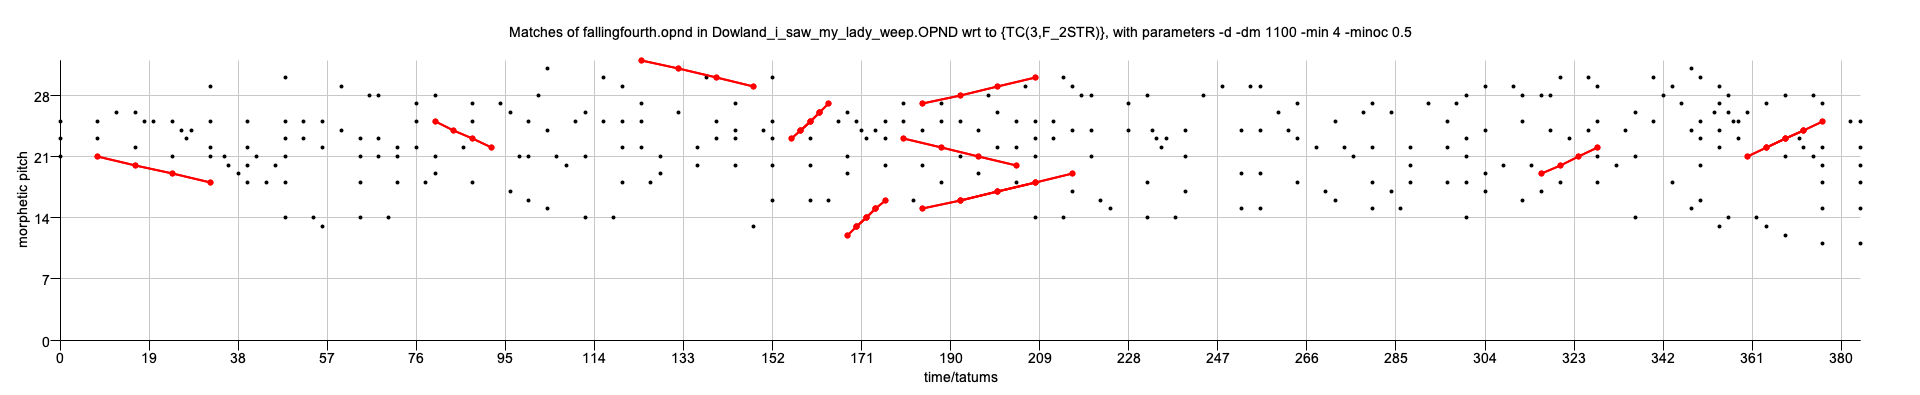 Matches of fallingfourth.opnd in Dowland_i_saw_my_lady_weep.OPND wrt to {TC(3,F_2STR)}, with parameters -d -dm 1100 -min 4 -minoc 0.5
morphetic pitch
28
21
14
7
0
0 19 38 57 76 95 114 133 152 171 190 209 228 247 266 285 304 323 342 361 380
time/tatums